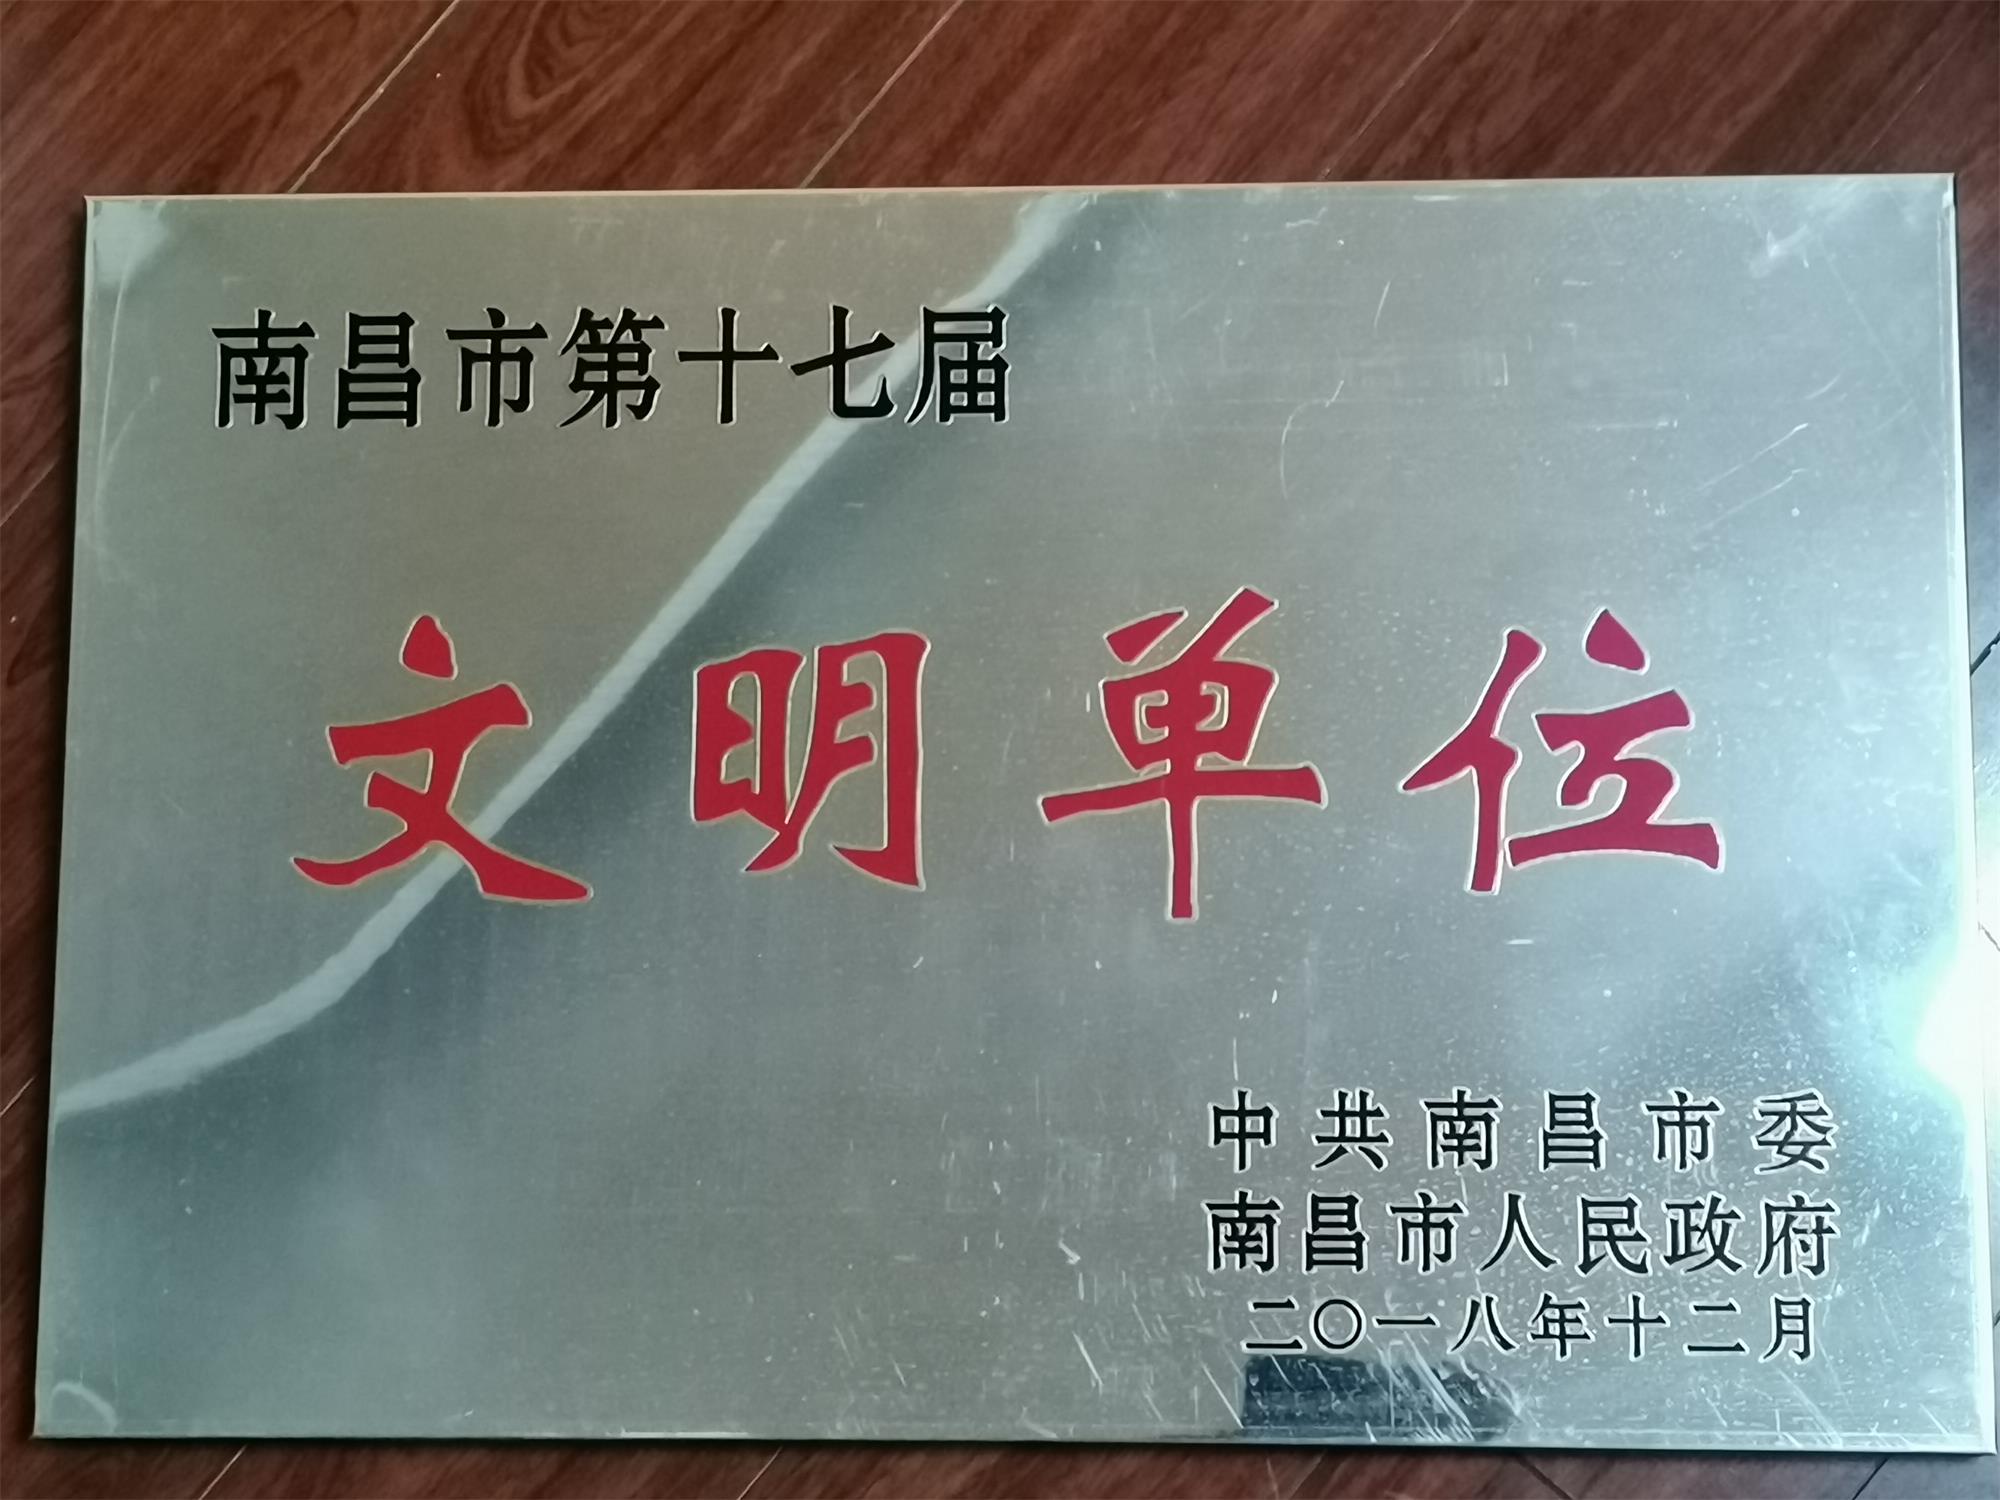 南昌市第十七届
文明单位
中共南昌市委
南昌市人民政府
二〇一八年十二月